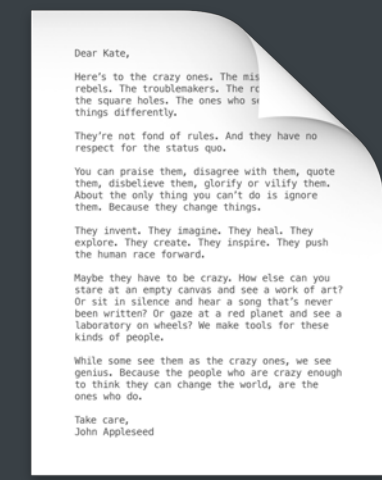 Dear Kate,
Here's to the crazy ones. The
rebels. The troublemakers. The
the square holes. The ones who
things differently.
They're not fond of rules. And they have no
respect for the status quo.
You can praise them, disagree with them, quote
them, disbelieve them, glorify or vilify them.
About the only thing you can't do is ignore
them. Because they change things.
They invent. They imagine. They heal. They
explore. They create. They inspire. They push
the human race forward.
Maybe they have to be crazy. How else can you
stare at an empty canvas and see a work of art?
Or sit in silence and hear a song that's never
been written? Or gaze at a red planet and see a
laboratory on wheels? We make tools for these
kinds of people.
While some see them as the crazy ones, we see
genius. Because the people who are crazy enough
to think they can change the world, are the
ones who do.
Take care,
John Appleseed